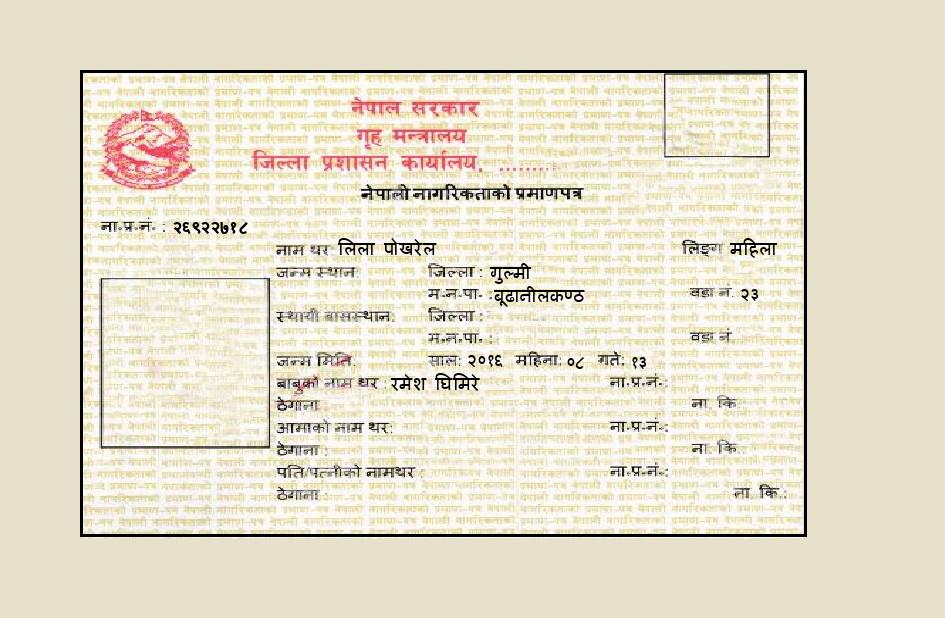 नेपाल सरकार
गृह मन्त्रालय
जिल्ला प्रशासन कार्यालय, .........
नेपाली नागरिकताको प्रमाणपत्र
ना.प्र.नं. : २६९२२७१८
नाम थर: लिला पोखरेल लिङ्ग महिला
जन्म स्थान: जिल्ला : गुल्मी
म.न.पा. :बूढानीलकण्ठ वडा नं. २३
स्थायी बासस्थान: जिल्ला :
म.न.पा. : वडा नं
जन्म मिति: साल: २०१६ महिना: ०८ गते: १३
बाबुको नाम थर : रमेश घिमिरे ना.प्र.नं.:
ठेगाना ना. कि.
आमाको नाम थर: ना.प्र.नं.:
ठेगाना : ना. कि.
पति/पत्नीको नामथर : ना.प्र.नं.:
ठेगाना : ना. कि.: